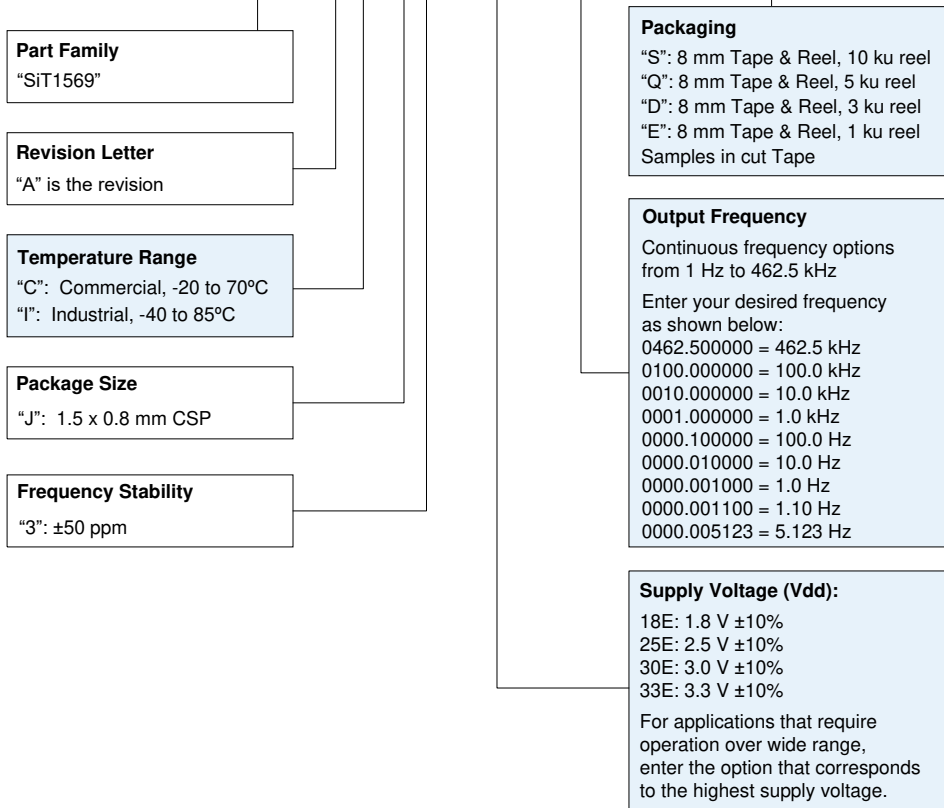 Part Family
“SiT1569”
Revision Letter
“A” is the revision
Temperature Range
“C”: Commercial, -20 to 70ºC
“I”: Industrial, -40 to 85ºC
Package Size
“J”: 1.5 x 0.8 mm CSP
Frequency Stability
“3”: ±50 ppm
Packaging
“S”: 8 mm Tape & Reel, 10 ku reel
“Q”: 8 mm Tape & Reel, 5 ku reel
“D”: 8 mm Tape & Reel, 3 ku reel
“E”: 8 mm Tape & Reel, 1 ku reel
Samples in cut Tape
Output Frequency
Continuous frequency options
from 1 Hz to 462.5 kHz
Enter your desired frequency
as shown below:
0462.500000 = 462.5 kHz
0100.000000 = 100.0 kHz
0010.000000 = 10.0 kHz
0001.000000 = 1.0 kHz
0000.100000 = 100.0 Hz
0000.010000 = 10.0 Hz
0000.001000 = 1.0 Hz
0000.001100 = 1.10 Hz
0000.005123 = 5.123 Hz
Supply Voltage (Vdd):
18E: 1.8 V ±10%
25E: 2.5 V ±10%
30E: 3.0 V ±10%
33E: 3.3 V ±10%
For applications that require
operation over wide range,
enter the option that corresponds
to the highest supply voltage.